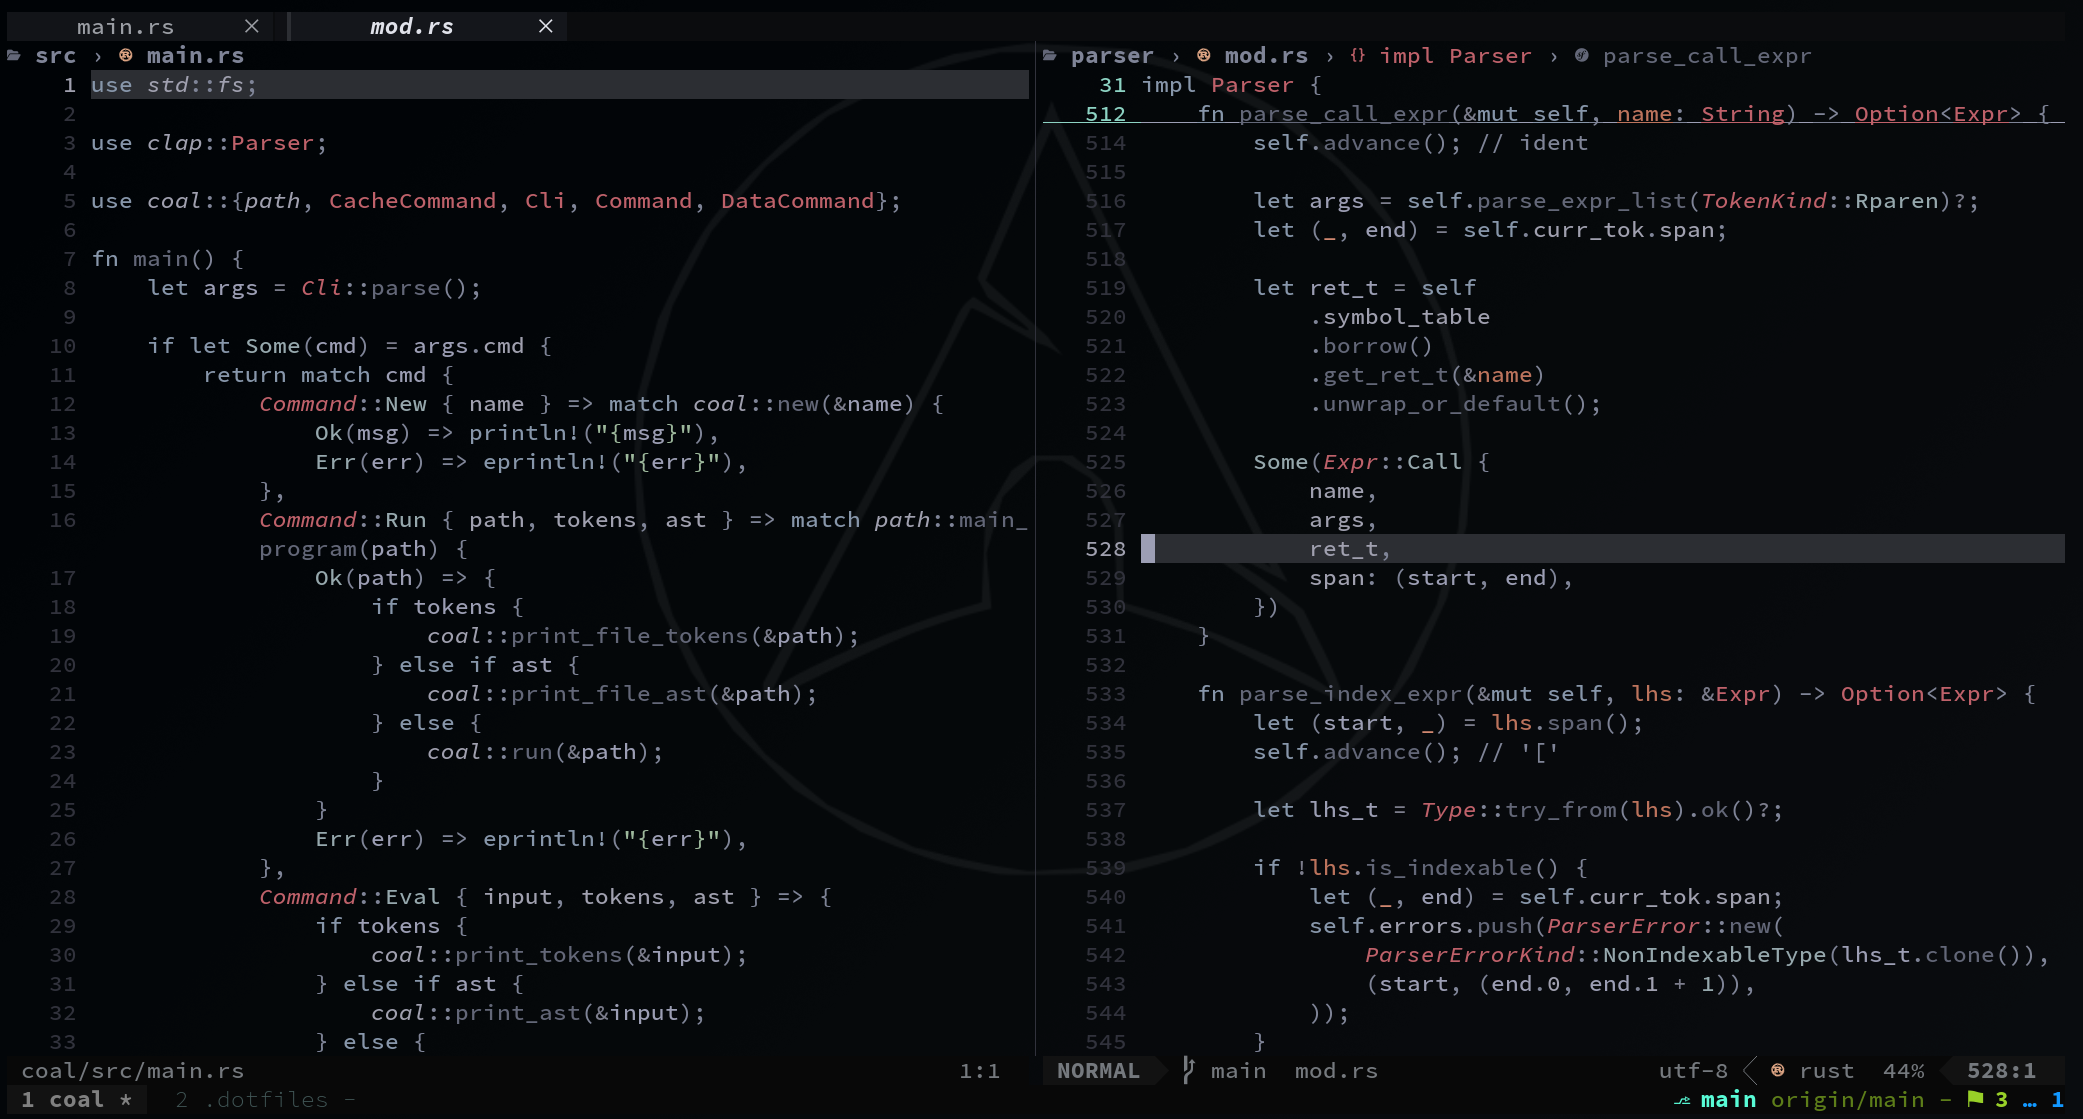 main.rs ×
mod.rs ×
src › main.rs
1 use std::fs;
2
3 use clap::Parser;
4
5 use coal::{path, CacheCommand, Cli, Command, DataCommand};
6
7 fn main() {
8     let args = Cli::parse();
9
10     if let Some(cmd) = args.cmd {
11         return match cmd {
12             Command::New { name } => match coal::new(&name) {
13                 Ok(msg) => println!("{msg}"),
14                 Err(err) => eprintln!("{err}"),
15             },
16             Command::Run { path, tokens, ast } => match path::main_
program(path) {
17                 Ok(path) => {
18                     if tokens {
19                         coal::print_file_tokens(&path);
20                     } else if ast {
21                         coal::print_file_ast(&path);
22                     } else {
23                         coal::run(&path);
24                     }
25                 }
26                 Err(err) => eprintln!("{err}"),
27             },
28             Command::Eval { input, tokens, ast } => {
29                 if tokens {
30                     coal::print_tokens(&input);
31                 } else if ast {
32                     coal::print_ast(&input);
33                 } else {
coal/src/main.rs 1:1
parser › mod.rs › {} impl Parser › parse_call_expr
31 impl Parser {
512     fn parse_call_expr(&mut self, name: String) -> Option<Expr> {
514         self.advance(); // ident
515
516         let args = self.parse_expr_list(TokenKind::Rparen)?;
517         let (_, end) = self.curr_tok.span;
518
519         let ret_t = self
520             .symbol_table
521             .borrow()
522             .get_ret_t(&name)
523             .unwrap_or_default();
524
525         Some(Expr::Call {
526             name,
527             args,
528             ret_t,
529             span: (start, end),
530         })
531     }
532
533     fn parse_index_expr(&mut self, lhs: &Expr) -> Option<Expr> {
534         let (start, _) = lhs.span();
535         self.advance(); // '['
536
537         let lhs_t = Type::try_from(lhs).ok()?;
538
539         if !lhs.is_indexable() {
540             let (_, end) = self.curr_tok.span;
541             self.errors.push(ParserError::new(
542                 ParserErrorKind::NonIndexableType(lhs_t.clone()),
543                 (start, (end.0, end.1 + 1)),
544             ));
545         }
NORMAL main mod.rs utf-8 rust 44% 528:1
1 coal * 2 .dotfiles -
main origin/main - 3 … 1